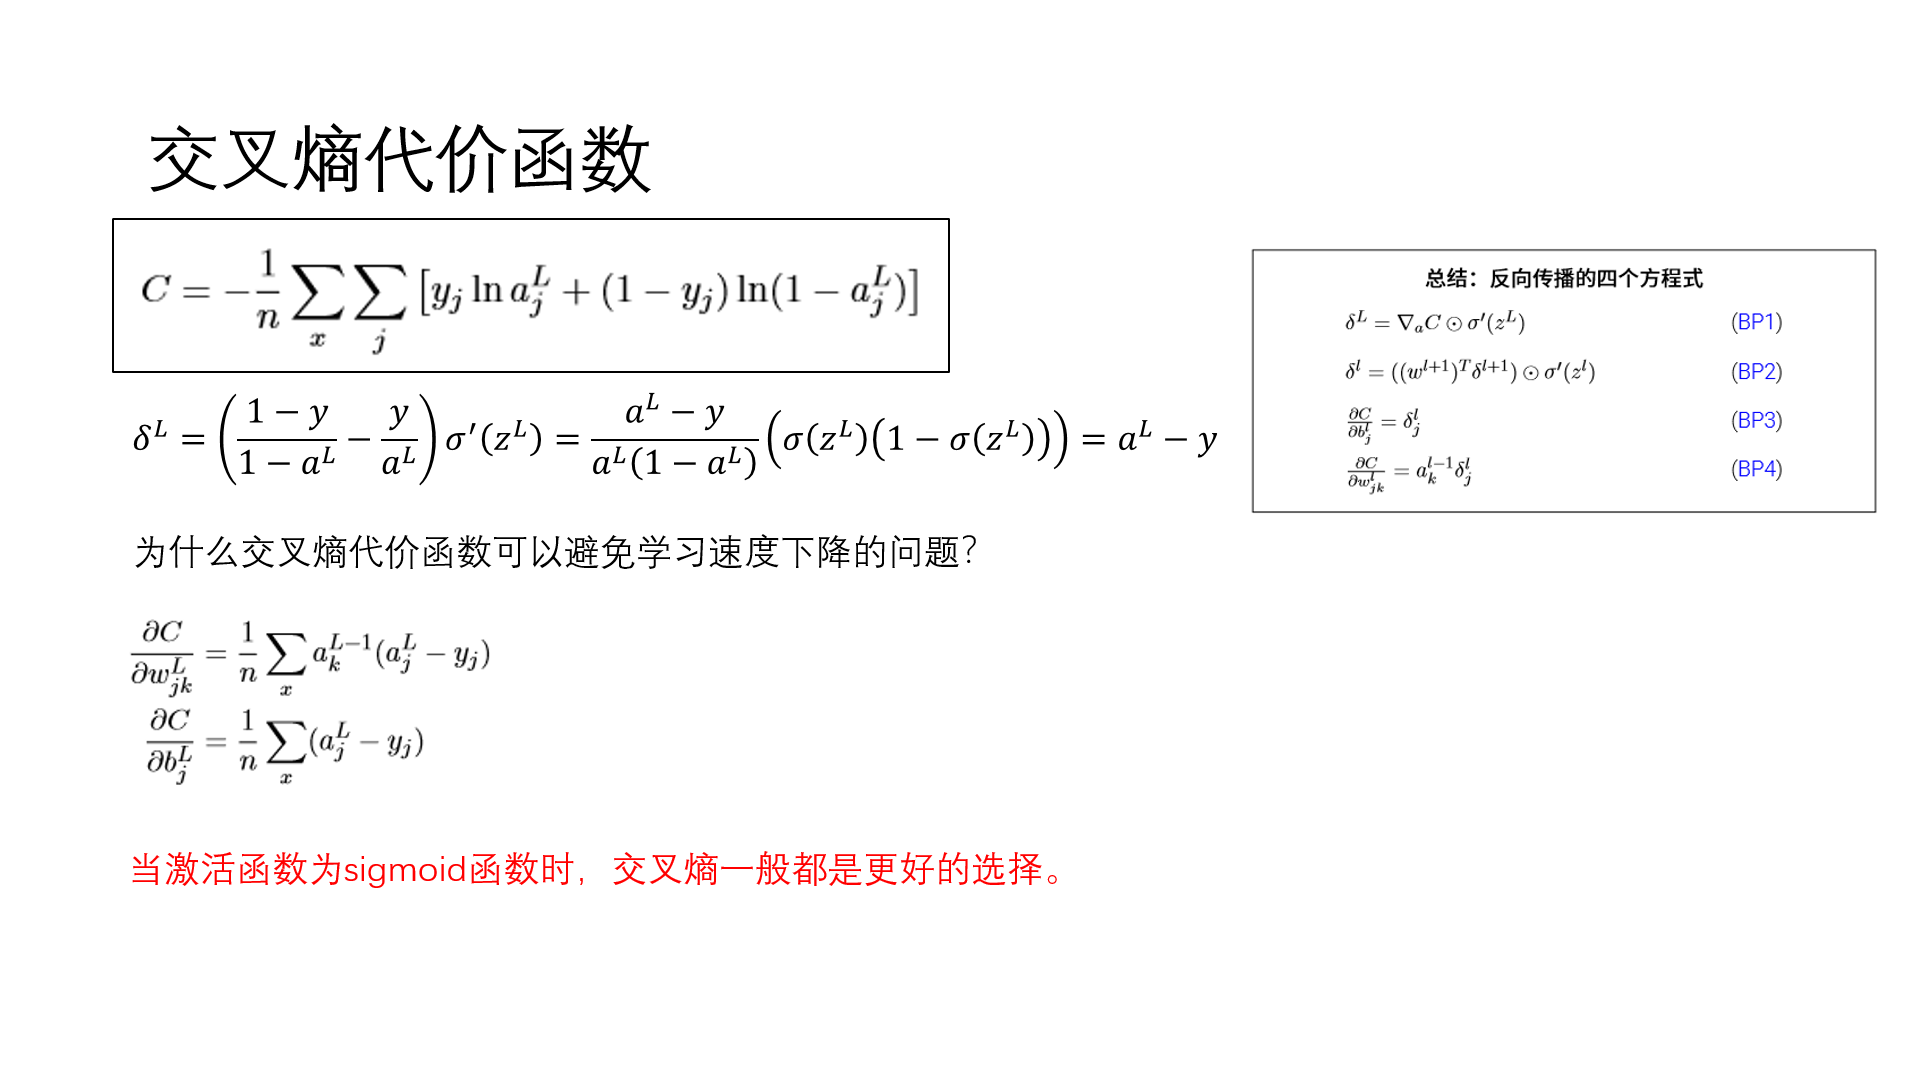 交叉熵代价函数
$C = -\frac{1}{n}\sum_{x}\sum_{j}\left[y_j \ln a_j^L + (1 - y_j)\ln(1 - a_j^L)\right]$
$\delta^L = \left(\frac{1-y}{1-a^L} - \frac{y}{a^L}\right)\sigma'(z^L) = \frac{a^L - y}{a^L(1-a^L)}\left(\sigma(z^L)(1-\sigma(z^L))\right) = a^L - y$
总结：反向传播的四个方程式
$\delta^L = \nabla_a C \odot \sigma'(z^L)$ (BP1)
$\delta^l = ((w^{l+1})^T \delta^{l+1}) \odot \sigma'(z^l)$ (BP2)
$\frac{\partial C}{\partial b_j^l} = \delta_j^l$ (BP3)
$\frac{\partial C}{\partial w_{jk}^l} = a_k^{l-1}\delta_j^l$ (BP4)
为什么交叉熵代价函数可以避免学习速度下降的问题？
$\frac{\partial C}{\partial w_{jk}^L} = \frac{1}{n}\sum_{x} a_k^{L-1}(a_j^L - y_j)$
$\frac{\partial C}{\partial b_j^L} = \frac{1}{n}\sum_{x}(a_j^L - y_j)$
当激活函数为sigmoid函数时，交叉熵一般都是更好的选择。